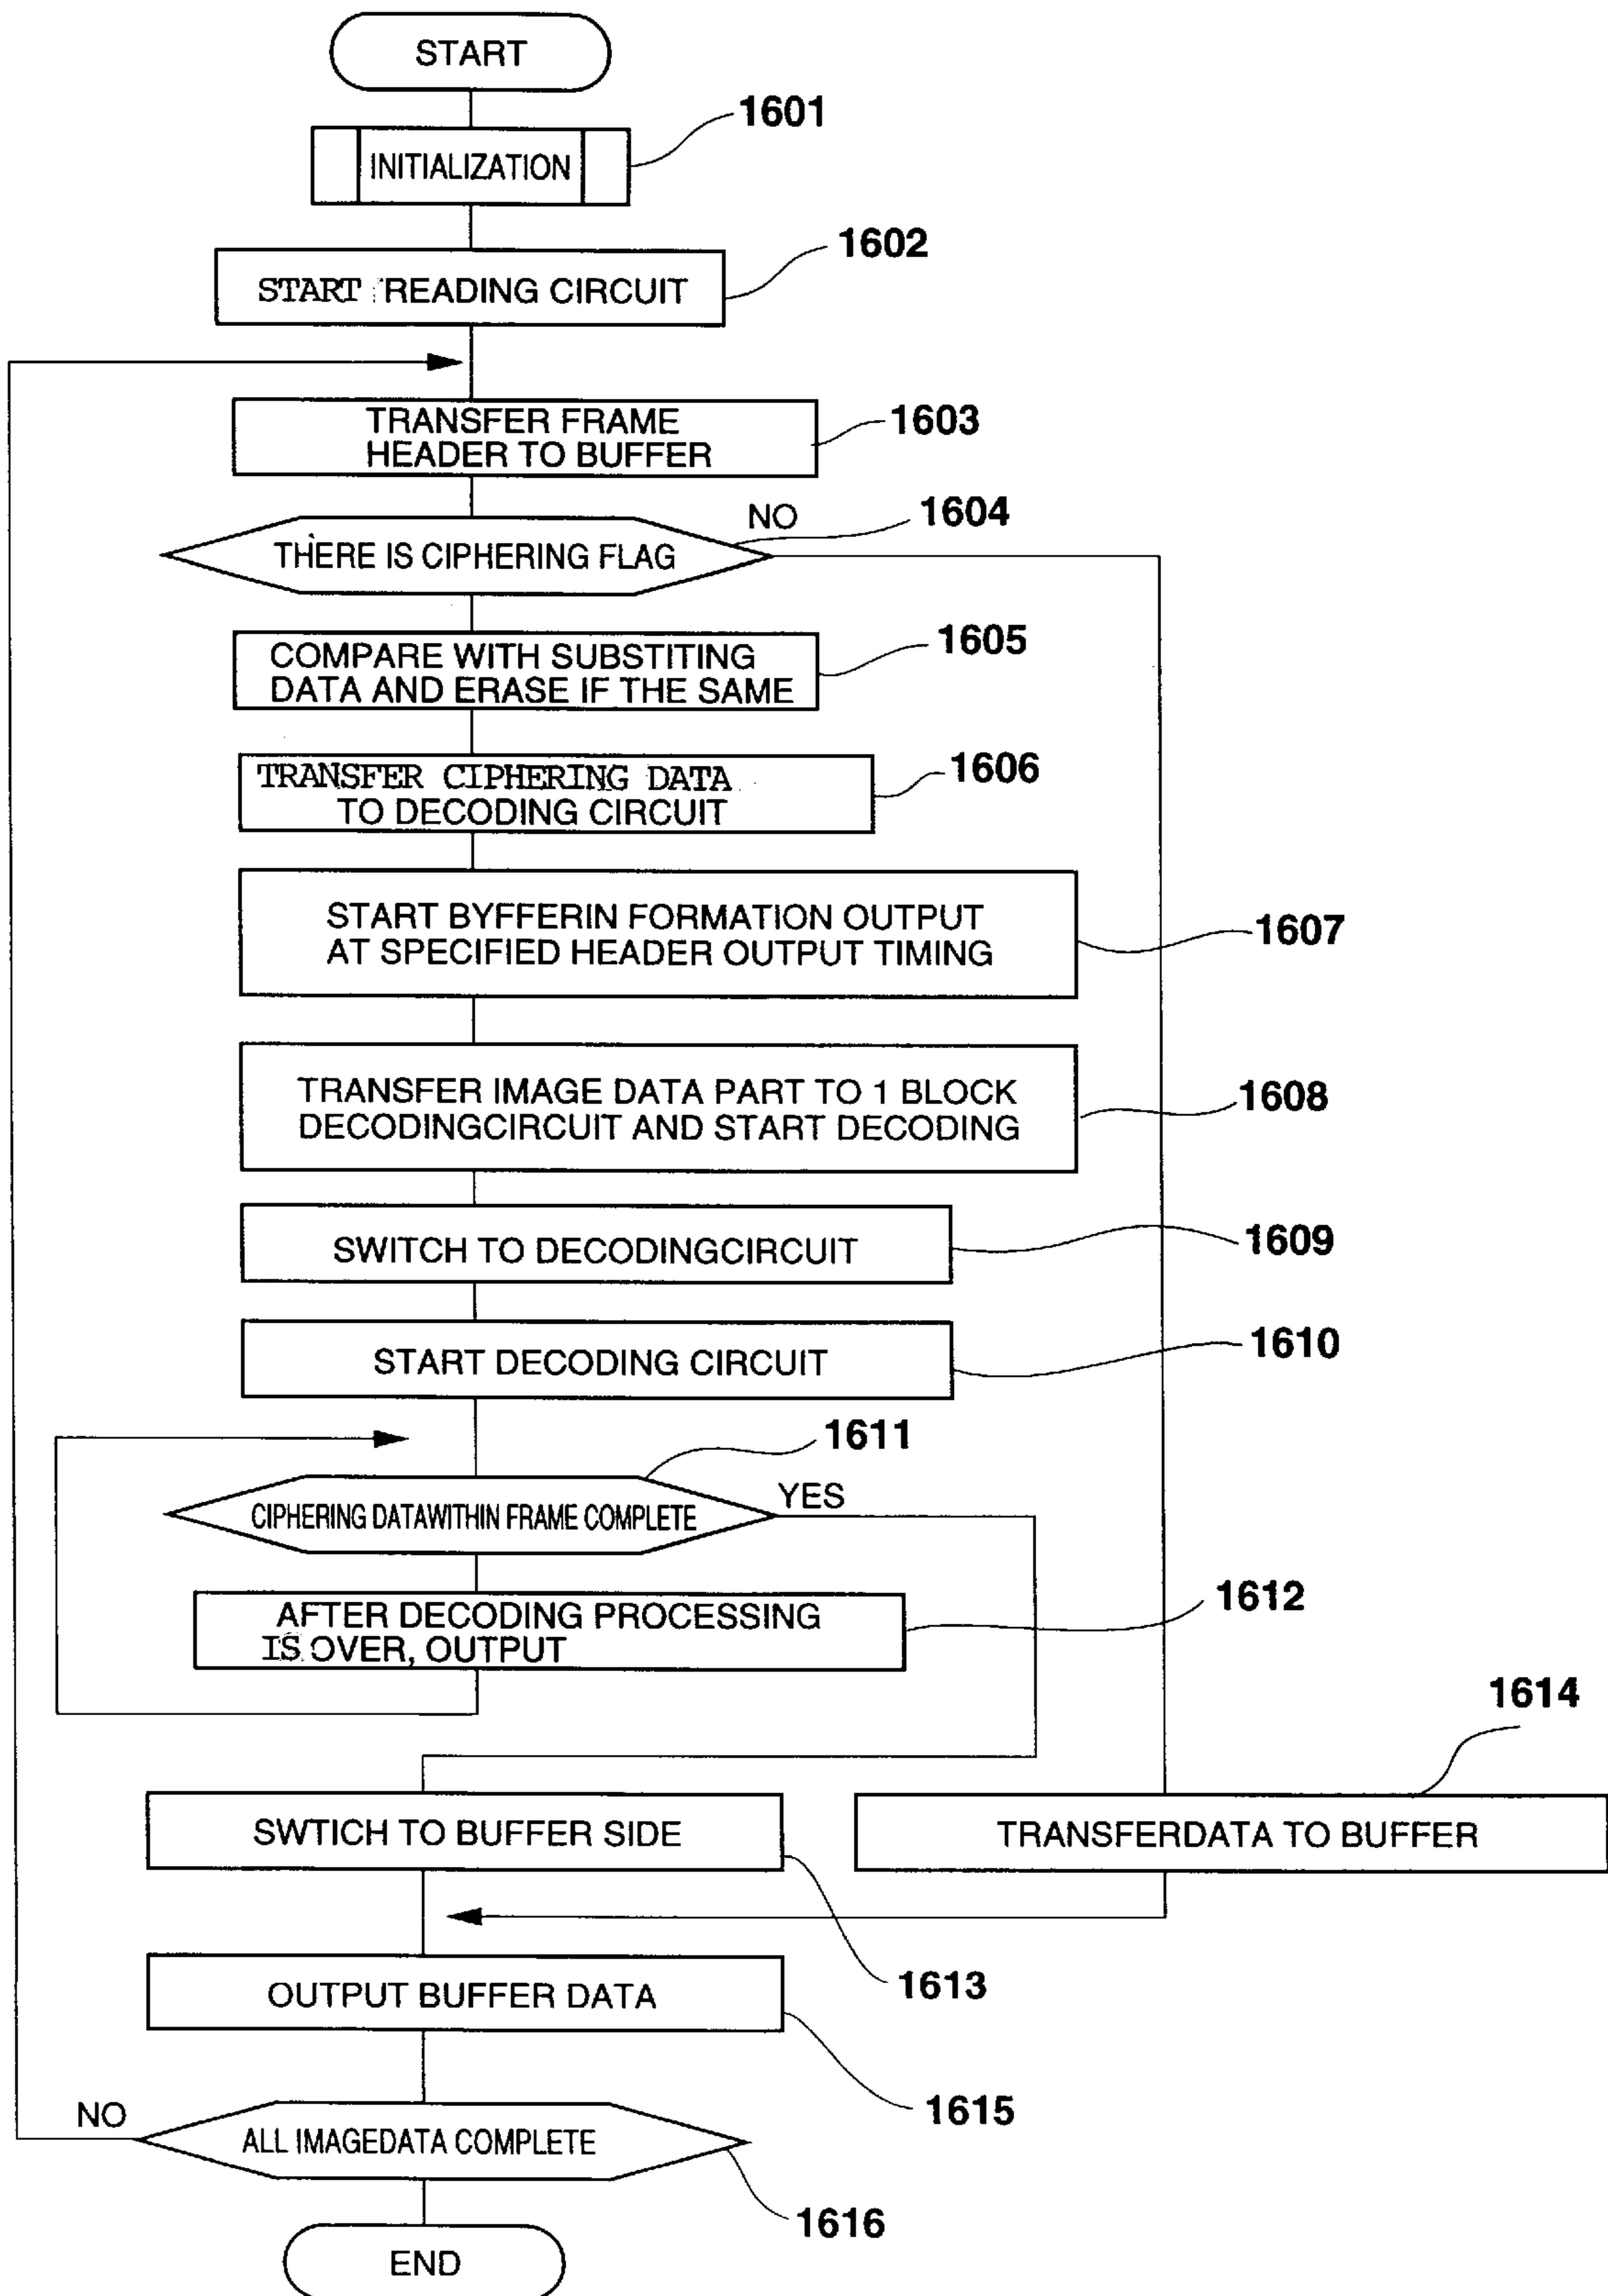 START
1601
INITIALIZATION
1602
START READING CIRCUIT
1603
TRANSFER FRAME
HEADER TO BUFFER
NO
1604
THERE IS CIPHERING FLAG
1605
COMPARE WITH SUBSTITING
DATA AND ERASE IF THE SAME
1606
TRANSFER CIPHERING DATA
TO DECODING CIRCUIT
START BYFFERIN FORMATION OUTPUT
AT SPECIFIED HEADER OUTPUT TIMING
1607
TRANSFER IMAGE DATA PART TO 1 BLOCK
DECODINGCIRCUIT AND START DECODING
1608
SWITCH TO DECODINGCIRCUIT
1609
START DECODING CIRCUIT
1610
1611
CIPHERING DATAWITHIN FRAME COMPLETE
YES
1612
AFTER DECODING PROCESSING
IS OVER, OUTPUT
1614
SWTICH TO BUFFER SIDE
TRANSFERDATA TO BUFFER
1613
OUTPUT BUFFER DATA
1615
NO
ALL IMAGEDATA COMPLETE
1616
END